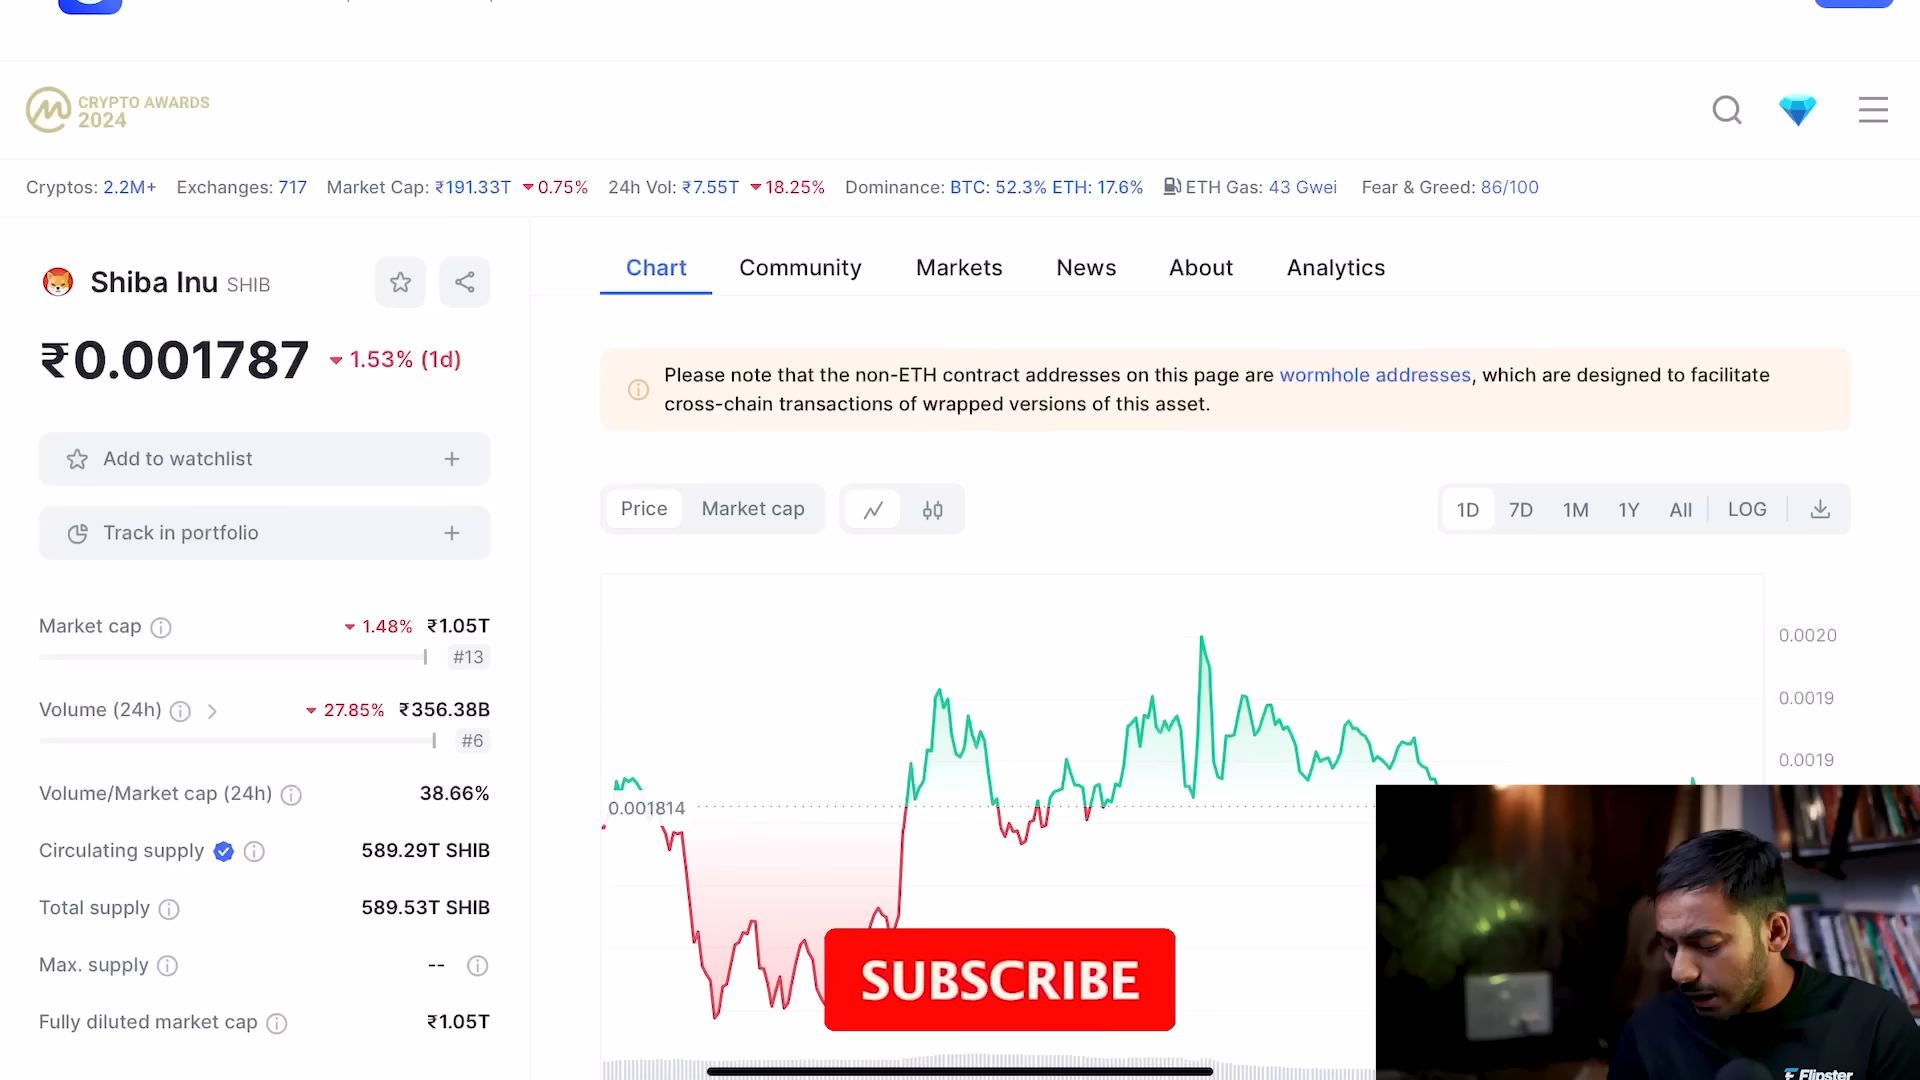 CRYPTO AWARDS
2024
Cryptos: 2.2M+ Exchanges: 717 Market Cap: ₹191.33T 0.75% 24h Vol: ₹7.55T 18.25% Dominance: BTC: 52.3% ETH: 17.6% ETH Gas: 43 Gwei Fear & Greed: 86/100
Shiba Inu SHIB
₹0.001787 1.53% (1d)
Add to watchlist +
Track in portfolio +
Market cap 1.48% ₹1.05T
#13
Volume (24h) 27.85% ₹356.38B
#6
Volume/Market cap (24h) 38.66%
Circulating supply 589.29T SHIB
Total supply 589.53T SHIB
Max. supply --
Fully diluted market cap ₹1.05T
Chart Community Markets News About Analytics
Please note that the non-ETH contract addresses on this page are wormhole addresses, which are designed to facilitate
cross-chain transactions of wrapped versions of this asset.
Price Market cap
1D 7D 1M 1Y All LOG
0.0020
0.0019
0.0019
0.001814
SUBSCRIBE
Flipster